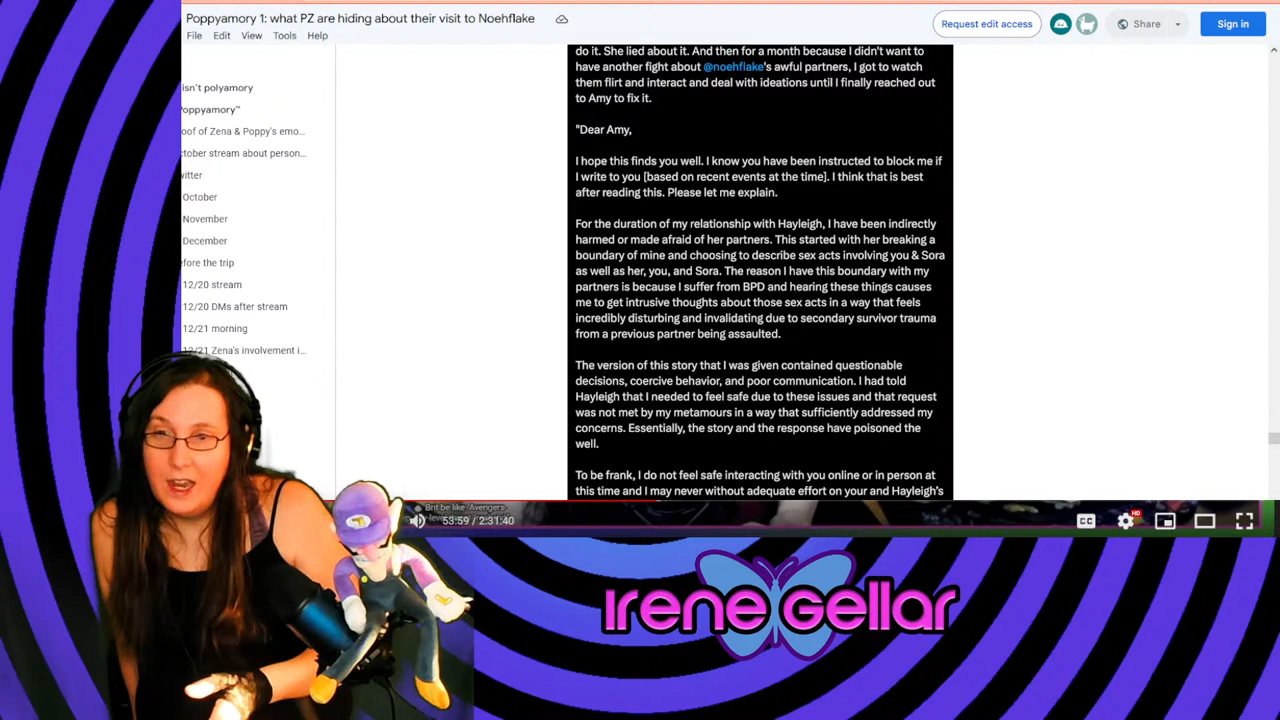 Poppyamory 1: what PZ are hiding about their visit to Noehflake
Request edit access
Share
Sign in
File Edit View Tools Help
isn't polyamory
Poppyamory™
oof of Zena & Poppy's emo...
ctober stream about person...
witter
October
November
December
efore the trip
12/20 stream
12/20 DMs after stream
12/21 morning
12/21 Zena's involvement i...
do it. She lied about it. And then for a month because I didn't want to
have another fight about @noehflake's awful partners, I got to watch
them flirt and interact and deal with ideations until I finally reached out
to Amy to fix it.
"Dear Amy,
I hope this finds you well. I know you have been instructed to block me if
I write to you [based on recent events at the time]. I think that is best
after reading this. Please let me explain.
For the duration of my relationship with Hayleigh, I have been indirectly
harmed or made afraid of her partners. This started with her breaking a
boundary of mine and choosing to describe sex acts involving you & Sora
as well as her, you, and Sora. The reason I have this boundary with my
partners is because I suffer from BPD and hearing these things causes
me to get intrusive thoughts about those sex acts in a way that feels
incredibly disturbing and invalidating due to secondary survivor trauma
from a previous partner being assaulted.
The version of this story that I was given contained questionable
decisions, coercive behavior, and poor communication. I had told
Hayleigh that I needed to feel safe due to these issues and that request
was not met by my metamours in a way that sufficiently addressed my
concerns. Essentially, the story and the response have poisoned the
well.
To be frank, I do not feel safe interacting with you online or in person at
this time and I may never without adequate effort on your and Hayleigh's
Brit be like: Avengers
53:59 / 2:31:40
CC
HD
Irene Gellar